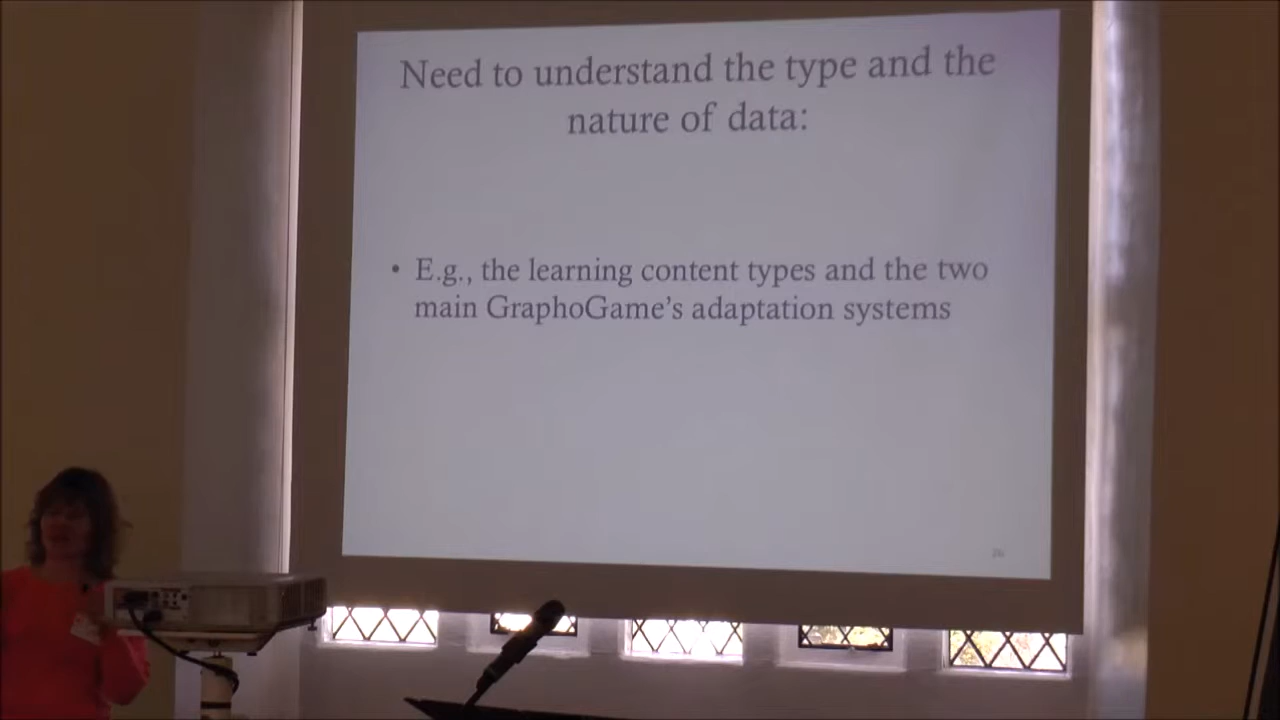 Need to understand the type and the
nature of data:
• E.g., the learning content types and the two
main GraphoGame's adaptation systems